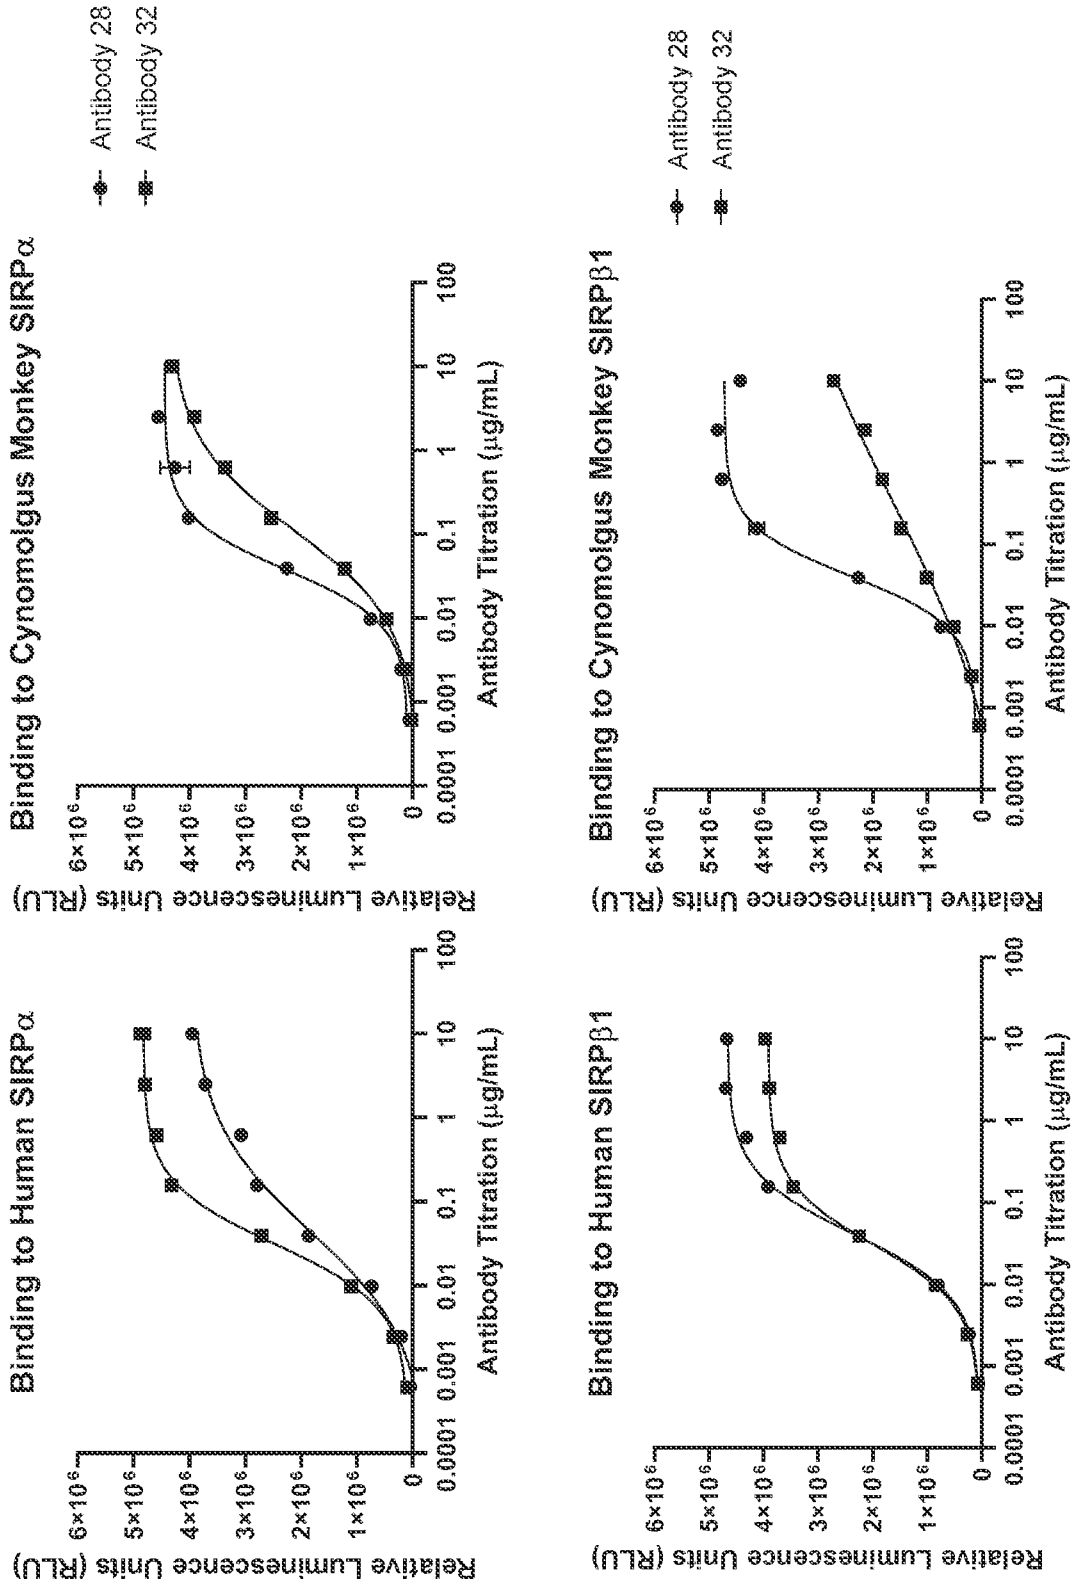 Binding to Human SIRPα
Relative Luminescence Units (RLU)
6×10⁶
5×10⁶
4×10⁶
3×10⁶
2×10⁶
1×10⁶
0
0.0001 0.001 0.01 0.1 1 10 100
Antibody Titration (µg/mL)
Binding to Cynomolgus Monkey SIRPα
Relative Luminescence Units (RLU)
6×10⁶
5×10⁶
4×10⁶
3×10⁶
2×10⁶
1×10⁶
0
0.0001 0.001 0.01 0.1 1 10 100
Antibody Titration (µg/mL)
Antibody 28
Antibody 32
Binding to Human SIRPβ1
Relative Luminescence Units (RLU)
6×10⁶
5×10⁶
4×10⁶
3×10⁶
2×10⁶
1×10⁶
0
0.0001 0.001 0.01 0.1 1 10 100
Antibody Titration (µg/mL)
Binding to Cynomolgus Monkey SIRPβ1
Relative Luminescence Units (RLU)
6×10⁶
5×10⁶
4×10⁶
3×10⁶
2×10⁶
1×10⁶
0
0.0001 0.001 0.01 0.1 1 10 100
Antibody Titration (µg/mL)
Antibody 28
Antibody 32